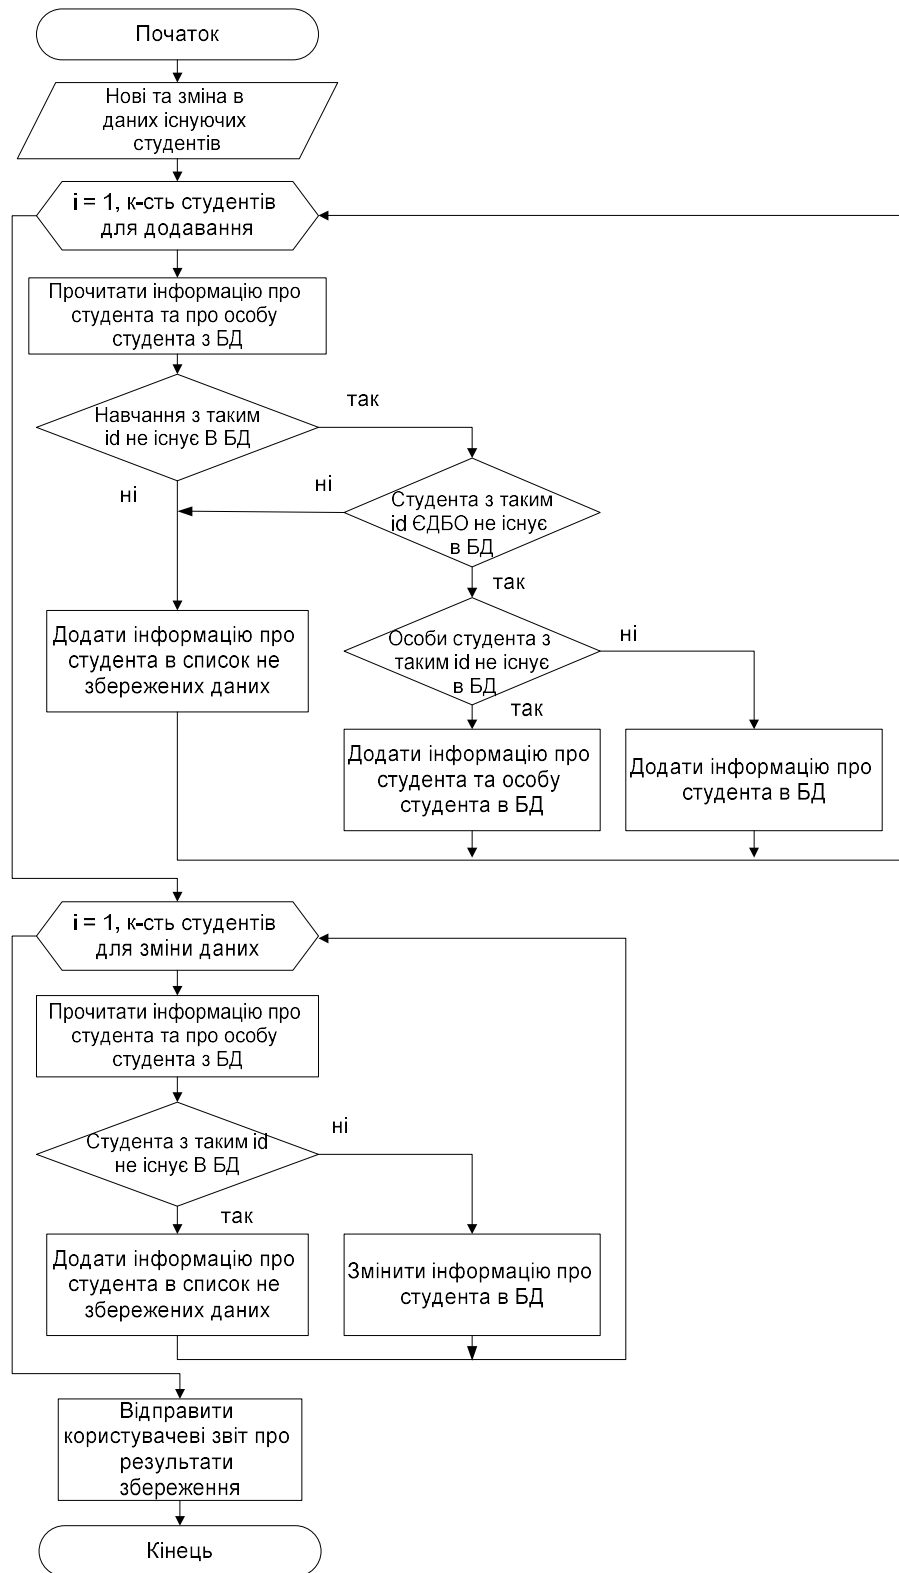 Початок
Нові та зміна в
даних існуючих
студентів
i = 1, к-сть студентів
для додавання
Прочитати інформацію про
студента та про особу
студента з БД
Навчання з таким
id не існує В БД
так
ні
ні
Студента з таким
id ЄДБО не існує
в БД
так
Додати інформацію про
студента в список не
збережених даних
Особи студента з
таким id не існує
в БД
ні
так
Додати інформацію про
студента та особу
студента в БД
Додати інформацію про
студента в БД
i = 1, к-сть студентів
для зміни даних
Прочитати інформацію про
студента та про особу
студента з БД
Студента з таким id
не існує В БД
ні
так
Додати інформацію про
студента в список не
збережених даних
Змінити інформацію про
студента в БД
Відправити
користувачеві звіт про
результати
збереження
Кінець